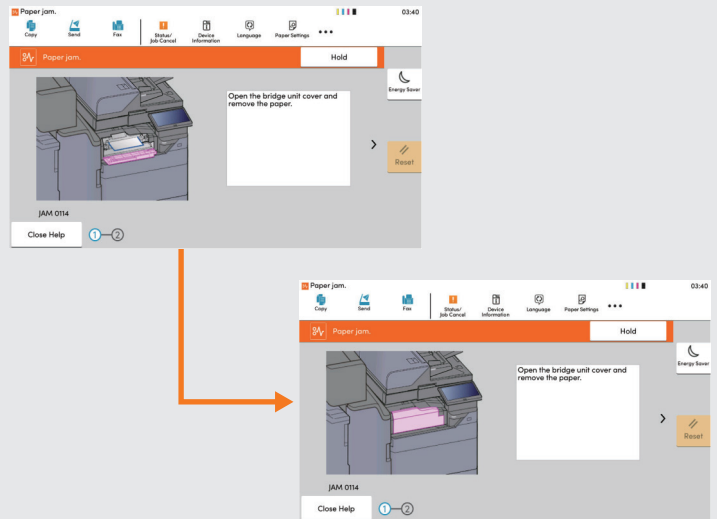 Paper jam. 03:40
Copy Send Fax Status/ Job Cancel Device Information Language Paper Settings
Paper jam. Hold
Energy Saver
Open the bridge unit cover and
remove the paper.
Reset
JAM 0114
Close Help 1 2
Paper jam. 03:40
Copy Send Fax Status/ Job Cancel Device Information Language Paper Settings
Paper jam. Hold
Energy Saver
Open the bridge unit cover and
remove the paper.
Reset
JAM 0114
Close Help 1 2